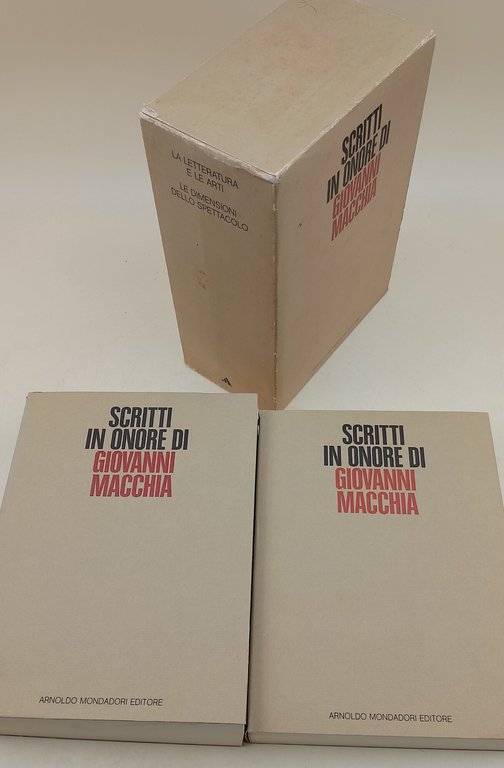 LA LETTERATURA
E LE ARTI
LE DIMENSIONI
DELLO SPETTACOLO
SCRITTI
IN ONORE DI
GIOVANNI
MACCHIA
SCRITTI
IN ONORE DI
GIOVANNI
MACCHIA
ARNOLDO MONDADORI EDITORE
SCRITTI
IN ONORE DI
GIOVANNI
MACCHIA
ARNOLDO MONDADORI EDITORE